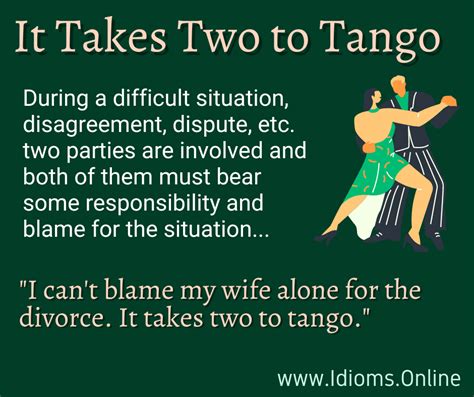 It Takes Two to Tango
During a difficult situation,
disagreement, dispute, etc.
two parties are involved and
both of them must bear
some responsibility and
blame for the situation...
"I can't blame my wife alone for the
divorce. It takes two to tango."
www.Idioms.Online